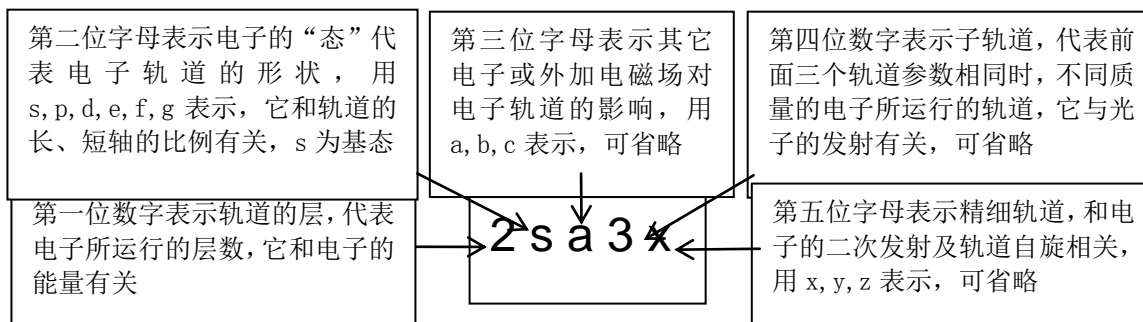 第二位字母表示电子的“态”代
表电子轨道的形状，用
s,p,d,e,f,g 表示，它和轨道的
长、短轴的比例有关，s 为基态
第三位字母表示其它
电子或外加电磁场对
电子轨道的影响，用
a,b,c 表示，可省略
第四位数字表示子轨道，代表前
面三个轨道参数相同时，不同质
量的电子所运行的轨道，它与光
子的发射有关，可省略
第一位数字表示轨道的层，代表
电子所运行的层数，它和电子的
能量有关
2 s a 3 x
第五位字母表示精细轨道，和电
子的二次发射及轨道自旋相关，
用 x,y,z 表示，可省略